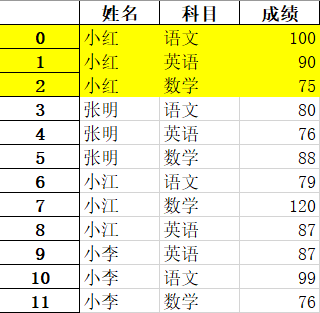 姓名 科目 成绩
0 小红 语文 100
1 小红 英语 90
2 小红 数学 75
3 张明 语文 80
4 张明 英语 76
5 张明 数学 88
6 小江 语文 79
7 小江 数学 120
8 小江 英语 87
9 小李 英语 87
10 小李 语文 99
11 小李 数学 76